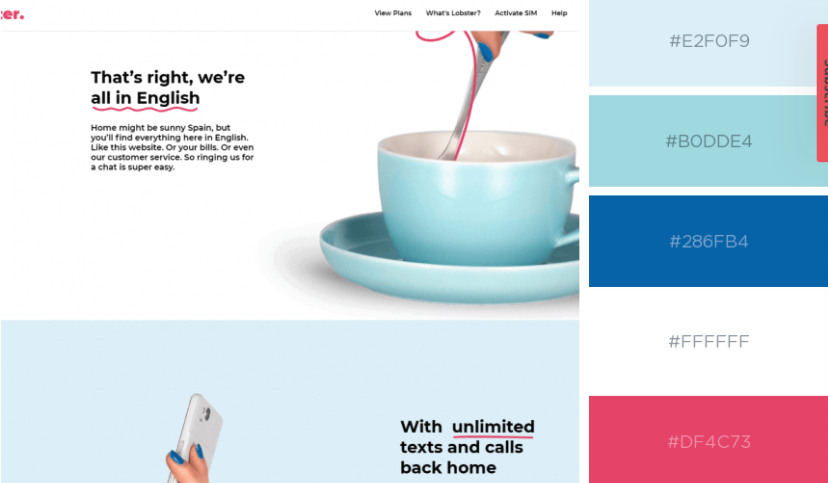 ter.
View Plans What's Lobster? Activate SIM Help
That's right, we're
all in English
Home might be sunny Spain, but
you'll find everything here in English.
Like this website. Or your bills. Or even
our customer service. So ringing us for
a chat is super easy.
With unlimited
texts and calls
back home
#E2F0F9
#B0DDE4
#286FB4
#FFFFFF
#DF4C73